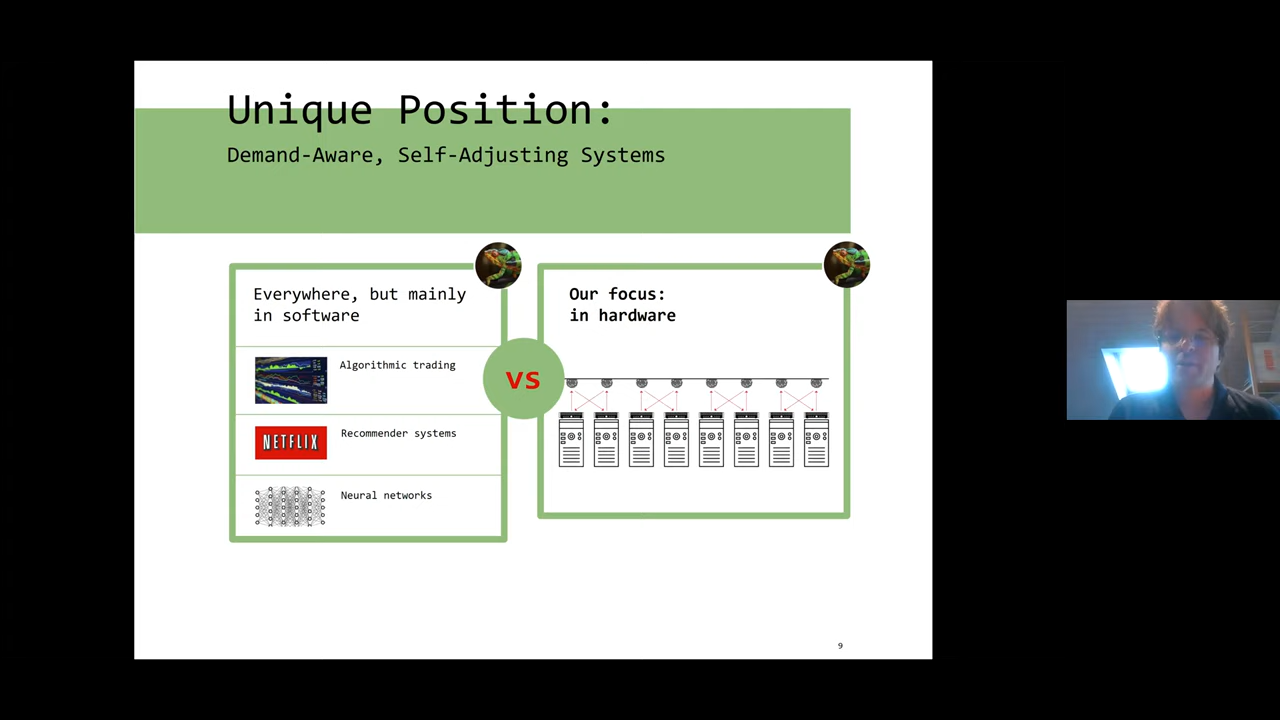 Unique Position:
Demand-Aware, Self-Adjusting Systems
Everywhere, but mainly
in software
Algorithmic trading
NETFLIX
Recommender systems
Neural networks
vs
Our focus:
in hardware
9